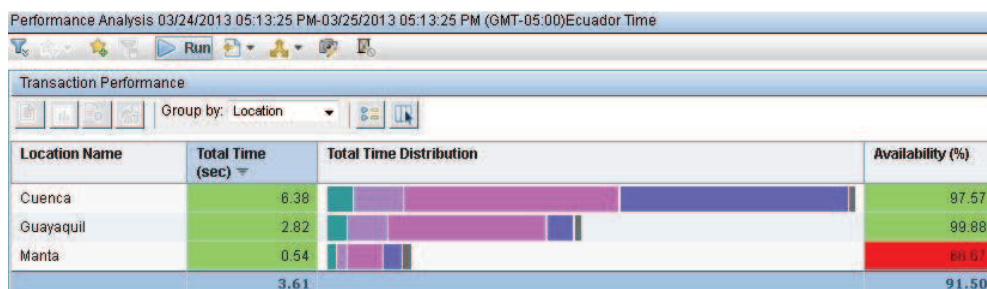 Performance Analysis 03/24/2013 05:13:25 PM-03/25/2013 05:13:25 PM (GMT-05:00)Ecuador Time
Run
Transaction Performance
Group by: Location
Location Name Total Time (sec) Total Time Distribution Availability (%)
Cuenca 6.38 97.57
Guayaquil 2.82 99.88
Manta 0.54
3.61 91.50